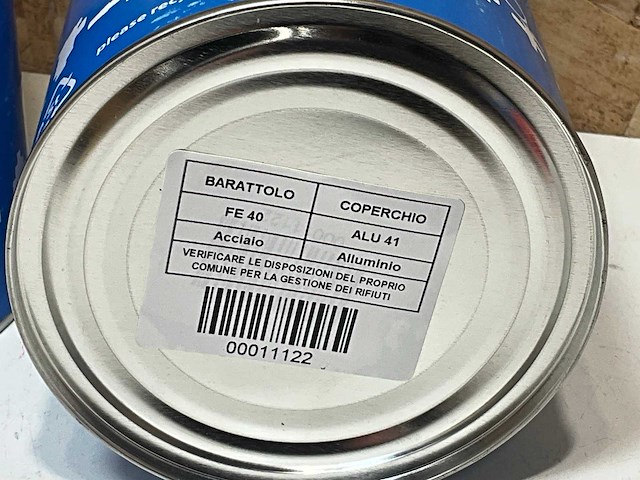 please recy
BARATTOLO COPERCHIO
FE 40 ALU 41
Acciaio Alluminio
VERIFICARE LE DISPOSIZIONI DEL PROPRIO
COMUNE PER LA GESTIONE DEI RIFIUTI
00011122